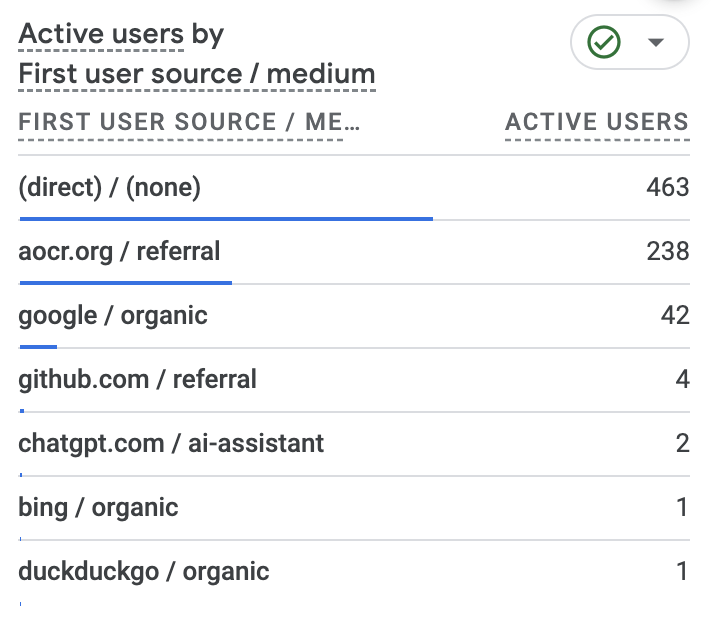 Active users by
First user source / medium
FIRST USER SOURCE / ME…
ACTIVE USERS
(direct) / (none)
463
aocr.org / referral
238
google / organic
42
github.com / referral
4
chatgpt.com / ai-assistant
2
bing / organic
1
duckduckgo / organic
1